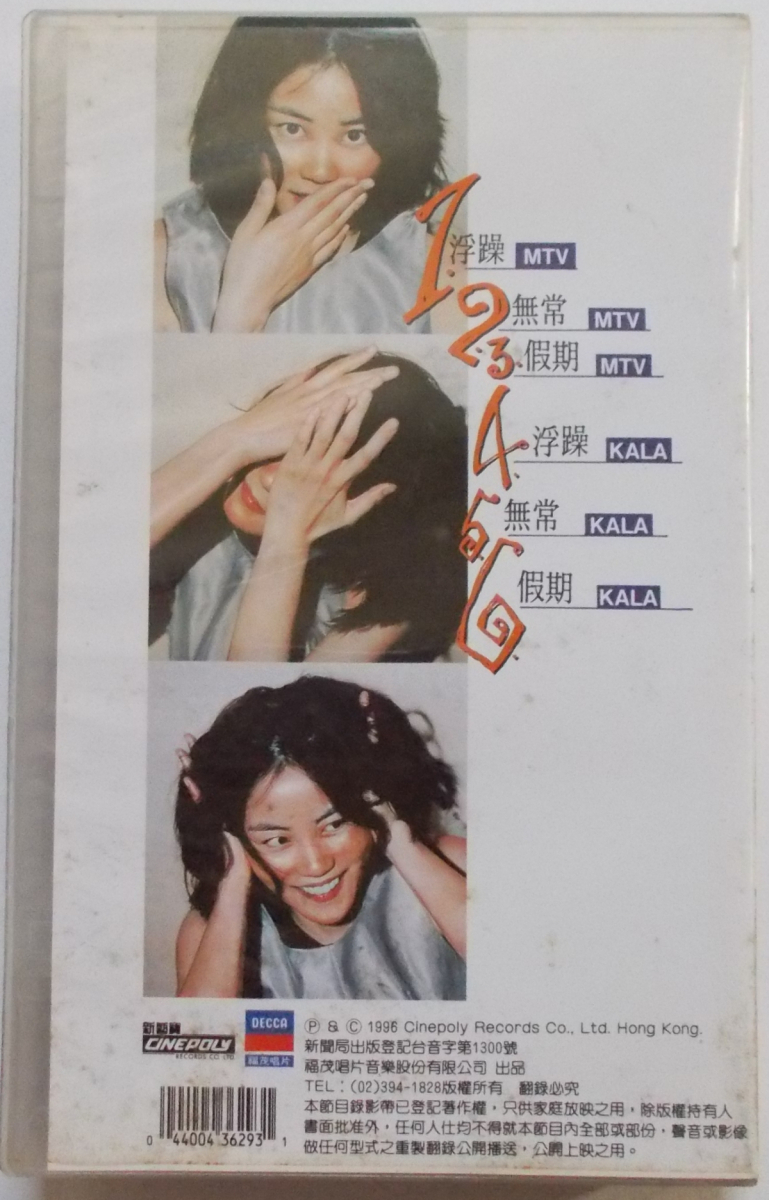 1. 浮躁 MTV
2. 無常 MTV
3. 假期 MTV
4. 浮躁 KALA
5. 無常 KALA
6. 假期 KALA
新藝寶
CINEPOLY
RECORDS CO LTD
DECCA
福茂唱片
Ⓟ & Ⓒ 1996 Cinepoly Records Co., Ltd. Hong Kong.
新聞局出版登記台音字第1300號
福茂唱片音樂股份有限公司 出品
TEL：(02)394-1828版權所有 翻錄必究
本節目錄影帶已登記著作權，只供家庭放映之用，除版權持有人
書面批准外，任何人仕均不得就本節目內全部或部份，聲音或影像
做任何型式之重製翻錄公開播送，公開上映之用。
0 44004 36293 1